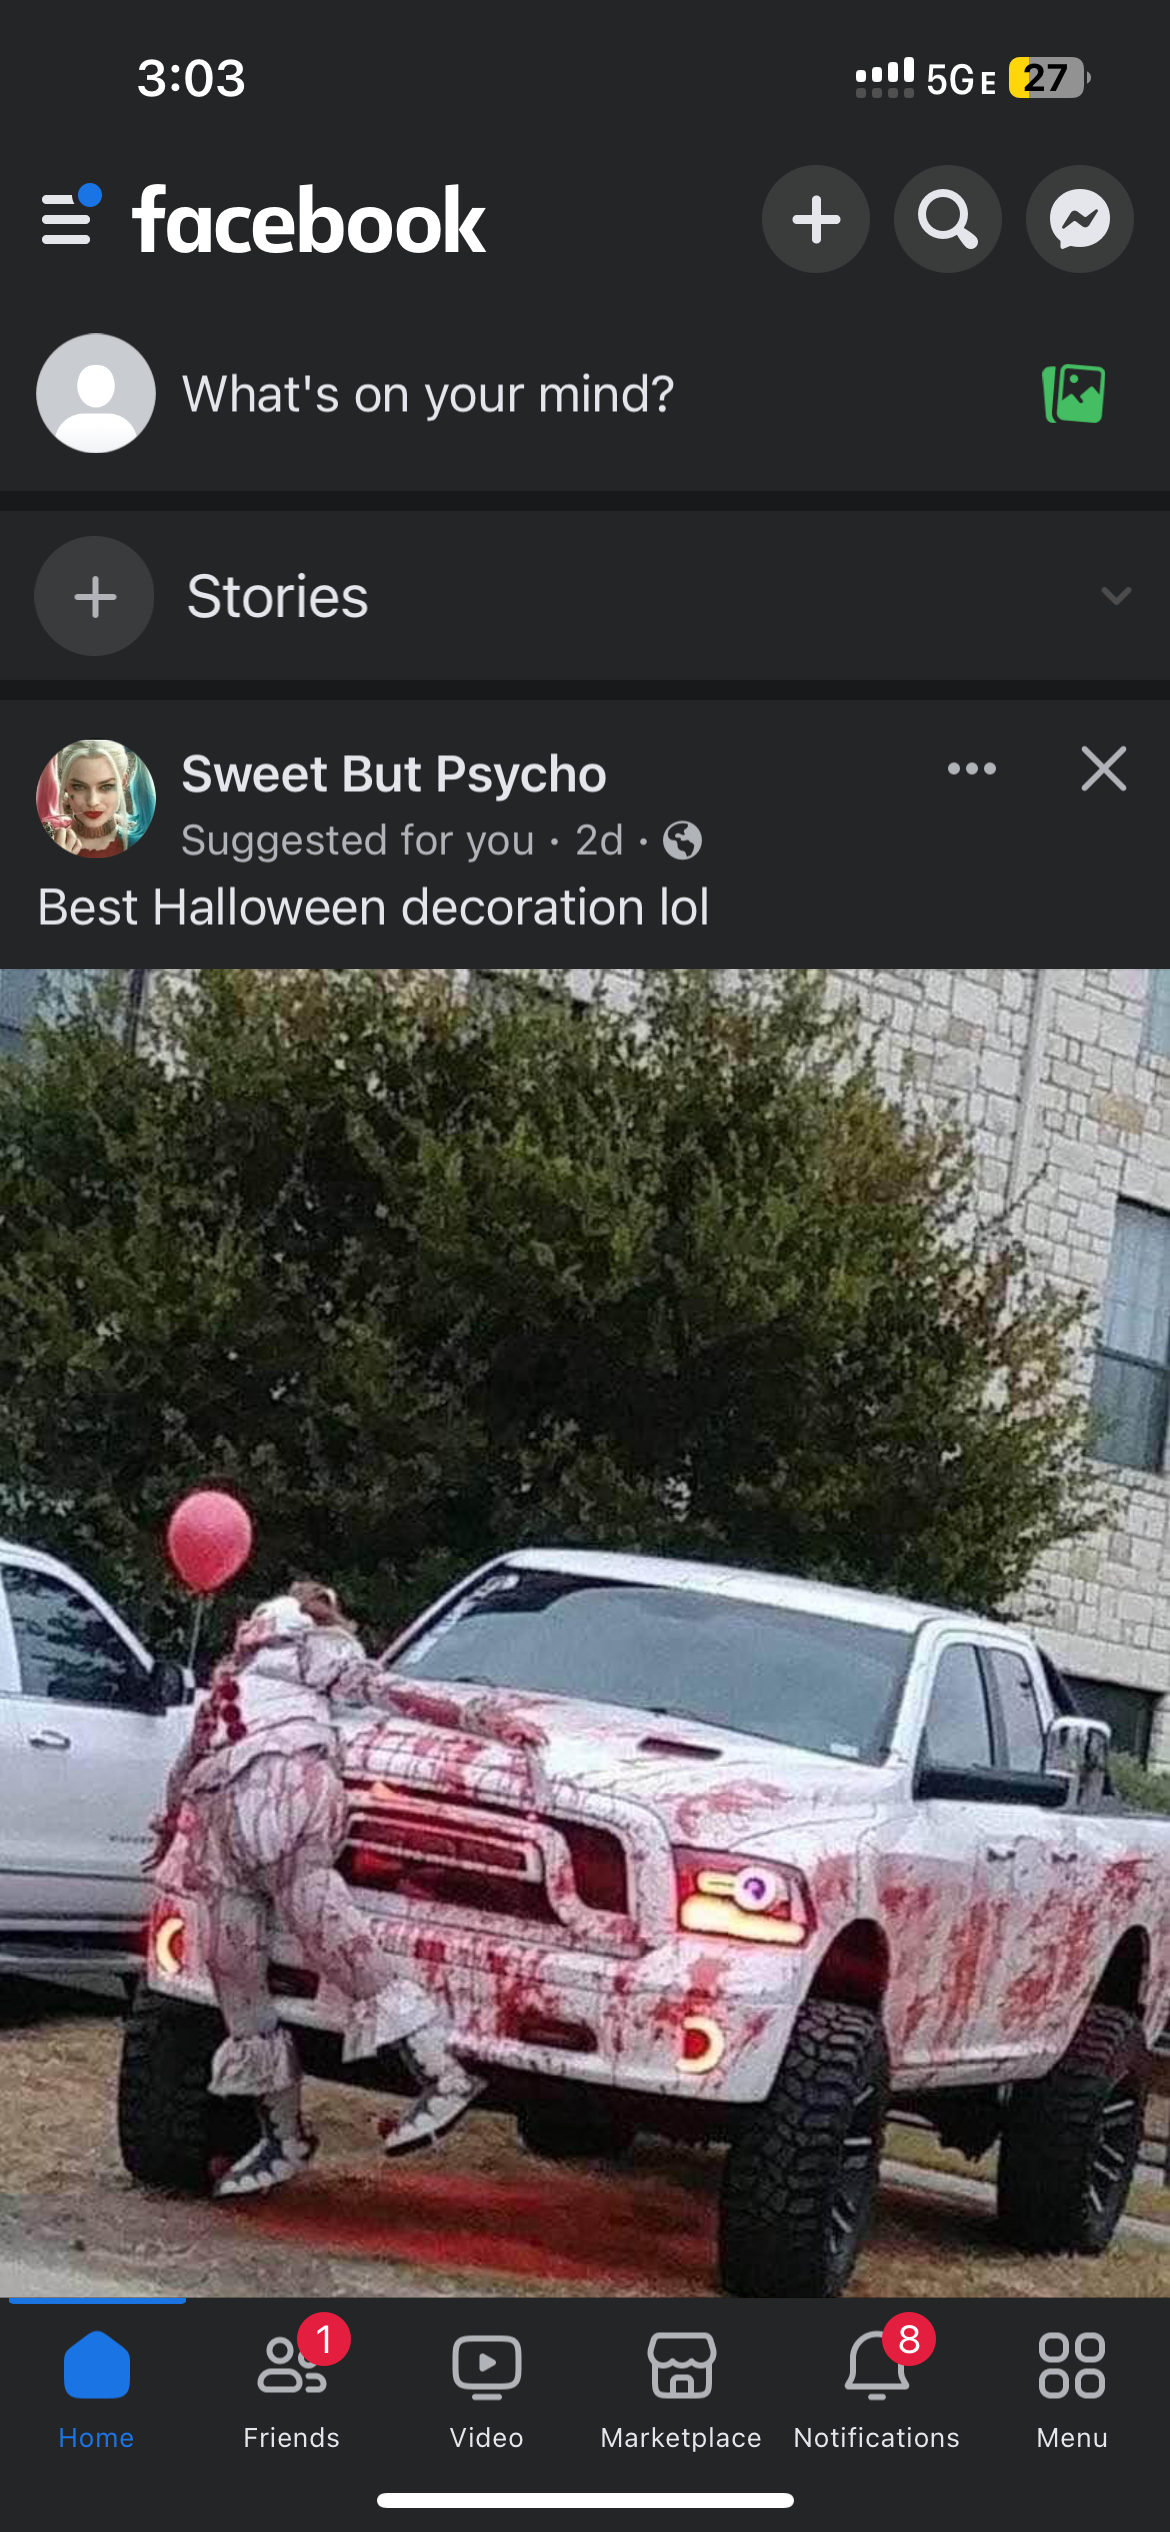 3:03
5GE 27
facebook
What's on your mind?
Stories
Sweet But Psycho
Suggested for you · 2d ·
Best Halloween decoration lol
1
8
Home
Friends
Video
Marketplace
Notifications
Menu